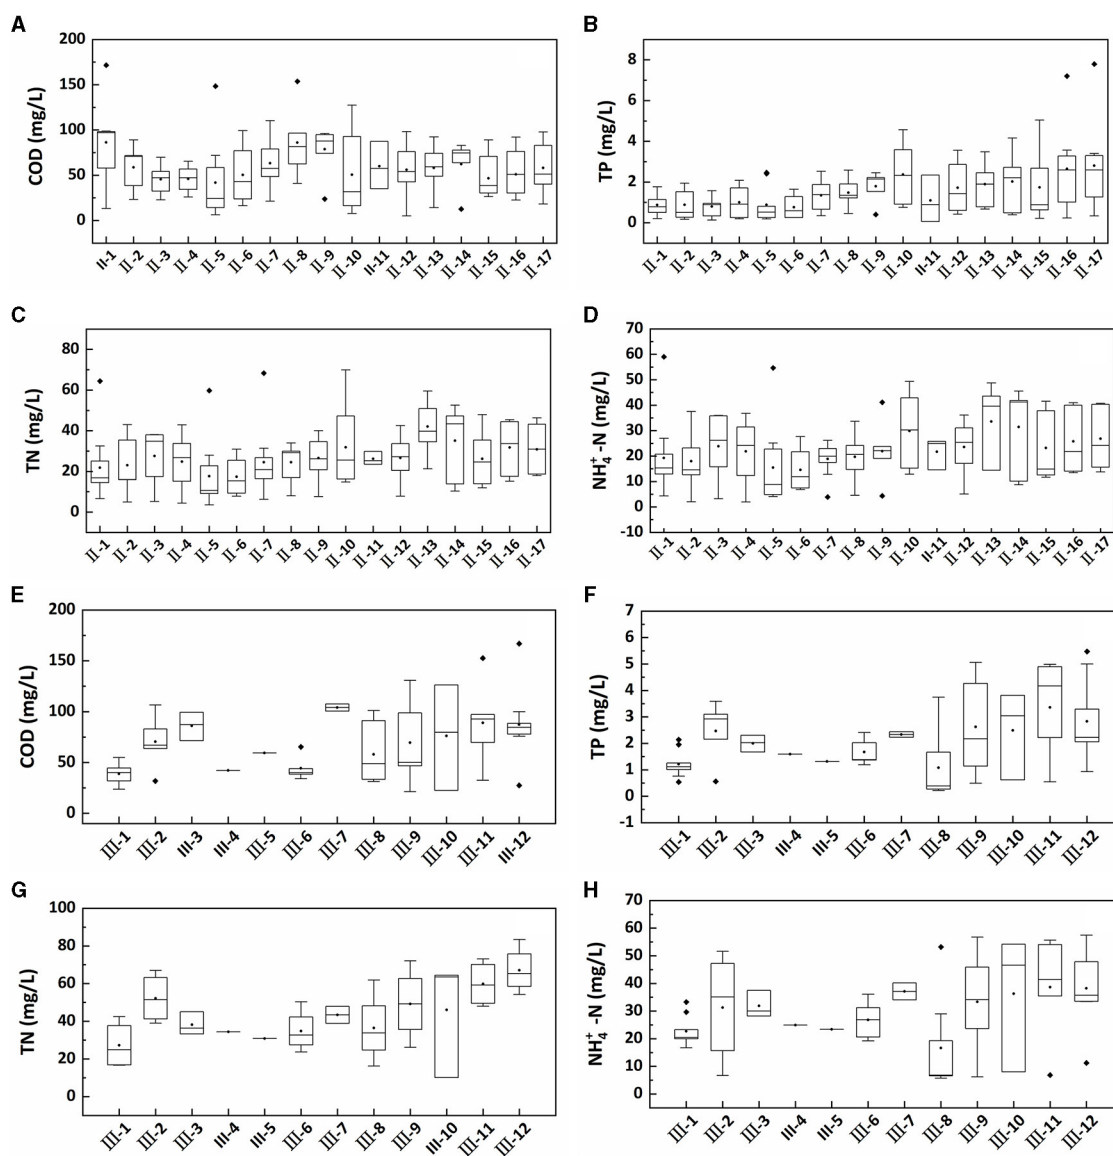 A
COD (mg/L)
200
150
100
50
0
II-1 II-2 II-3 II-4 II-5 II-6 II-7 II-8 II-9 II-10 II-11 II-12 II-13 II-14 II-15 II-16 II-17
B
TP (mg/L)
8
6
4
2
0
II-1 II-2 II-3 II-4 II-5 II-6 II-7 II-8 II-9 II-10 II-11 II-12 II-13 II-14 II-15 II-16 II-17
C
TN (mg/L)
80
60
40
20
0
II-1 II-2 II-3 II-4 II-5 II-6 II-7 II-8 II-9 II-10 II-11 II-12 II-13 II-14 II-15 II-16 II-17
D
NH₄⁺-N (mg/L)
70
60
50
40
30
20
10
0
-10
II-1 II-2 II-3 II-4 II-5 II-6 II-7 II-8 II-9 II-10 II-11 II-12 II-13 II-14 II-15 II-16 II-17
E
COD (mg/L)
200
150
100
50
0
III-1 III-2 III-3 III-4 III-5 III-6 III-7 III-8 III-9 III-10 III-11 III-12
F
TP (mg/L)
7
6
5
4
3
2
1
0
-1
III-1 III-2 III-3 III-4 III-5 III-6 III-7 III-8 III-9 III-10 III-11 III-12
G
TN (mg/L)
100
80
60
40
20
0
III-1 III-2 III-3 III-4 III-5 III-6 III-7 III-8 III-9 III-10 III-11 III-12
H
NH₄⁺-N (mg/L)
70
60
50
40
30
20
10
0
III-1 III-2 III-3 III-4 III-5 III-6 III-7 III-8 III-9 III-10 III-11 III-12